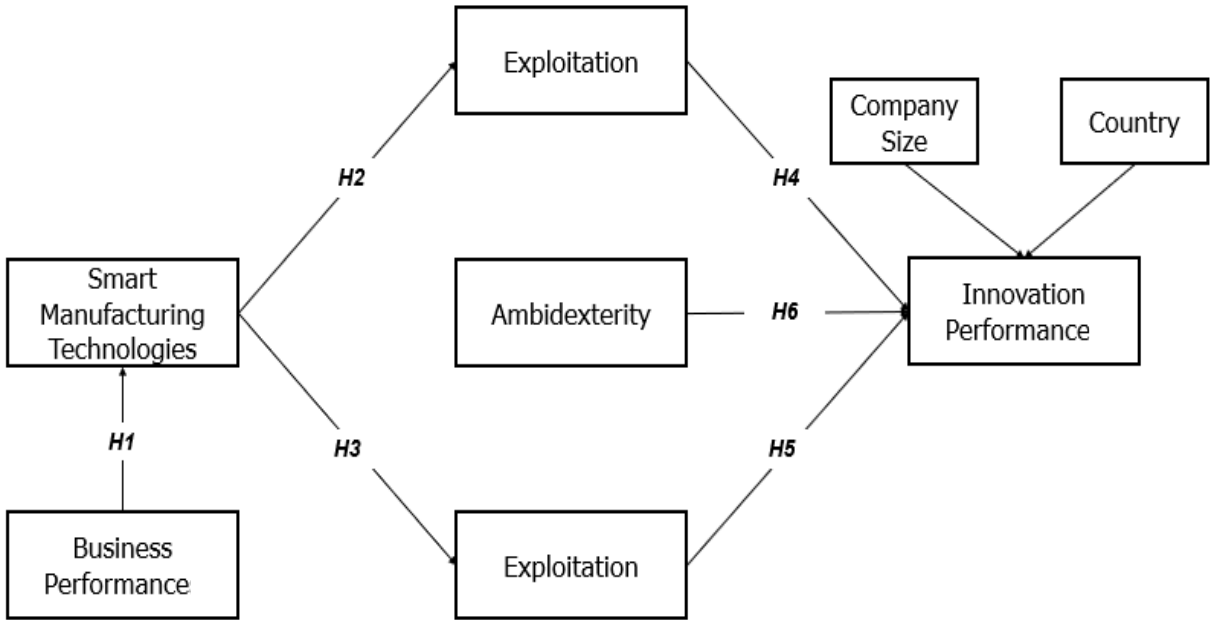 Exploitation
Company
Size
Country
H2
H4
Smart
Manufacturing
Technologies
Ambidexterity
H6
Innovation
Performance
H1
H3
H5
Business
Performance
Exploitation